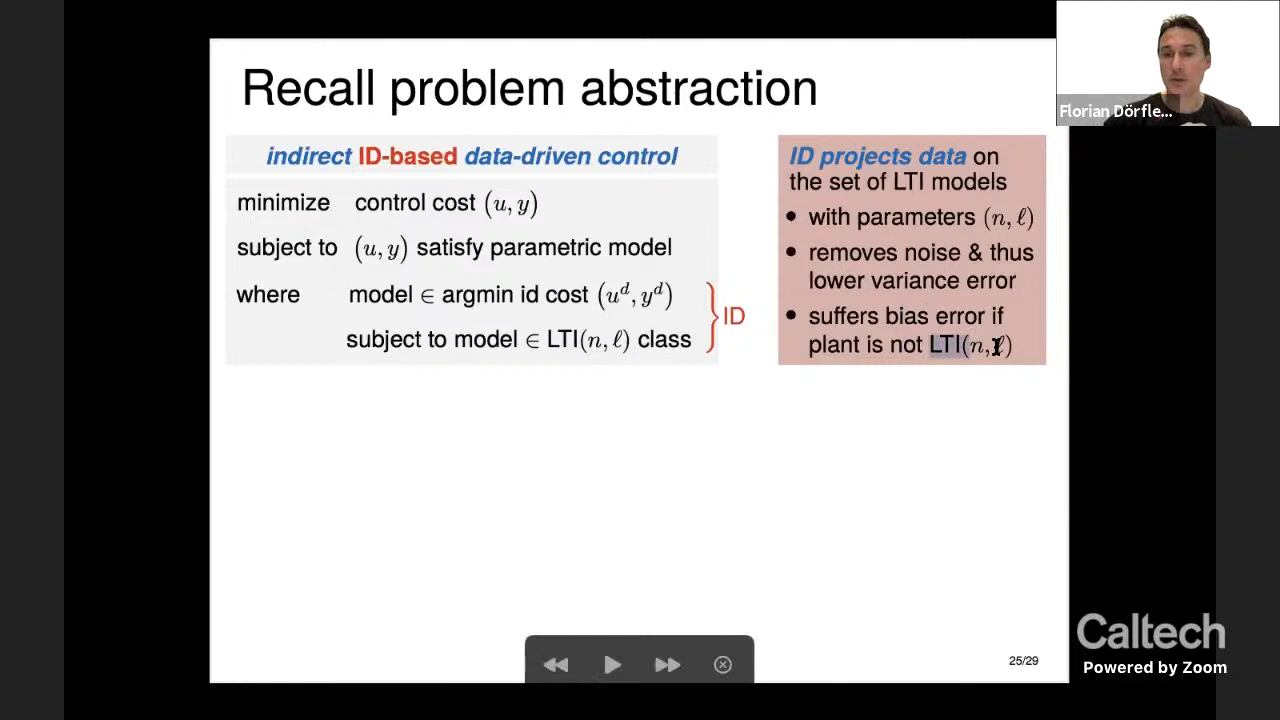 Recall problem abstraction
Florian Dörfle...
indirect ID-based data-driven control
minimize control cost (u, y)
subject to (u, y) satisfy parametric model
where model ∈ argmin id cost (u^d, y^d)
subject to model ∈ LTI(n, ℓ) class
ID
ID projects data on
the set of LTI models
• with parameters (n, ℓ)
• removes noise & thus
lower variance error
• suffers bias error if
plant is not LTI(n, ℓ)
Caltech
Powered by Zoom
25/29